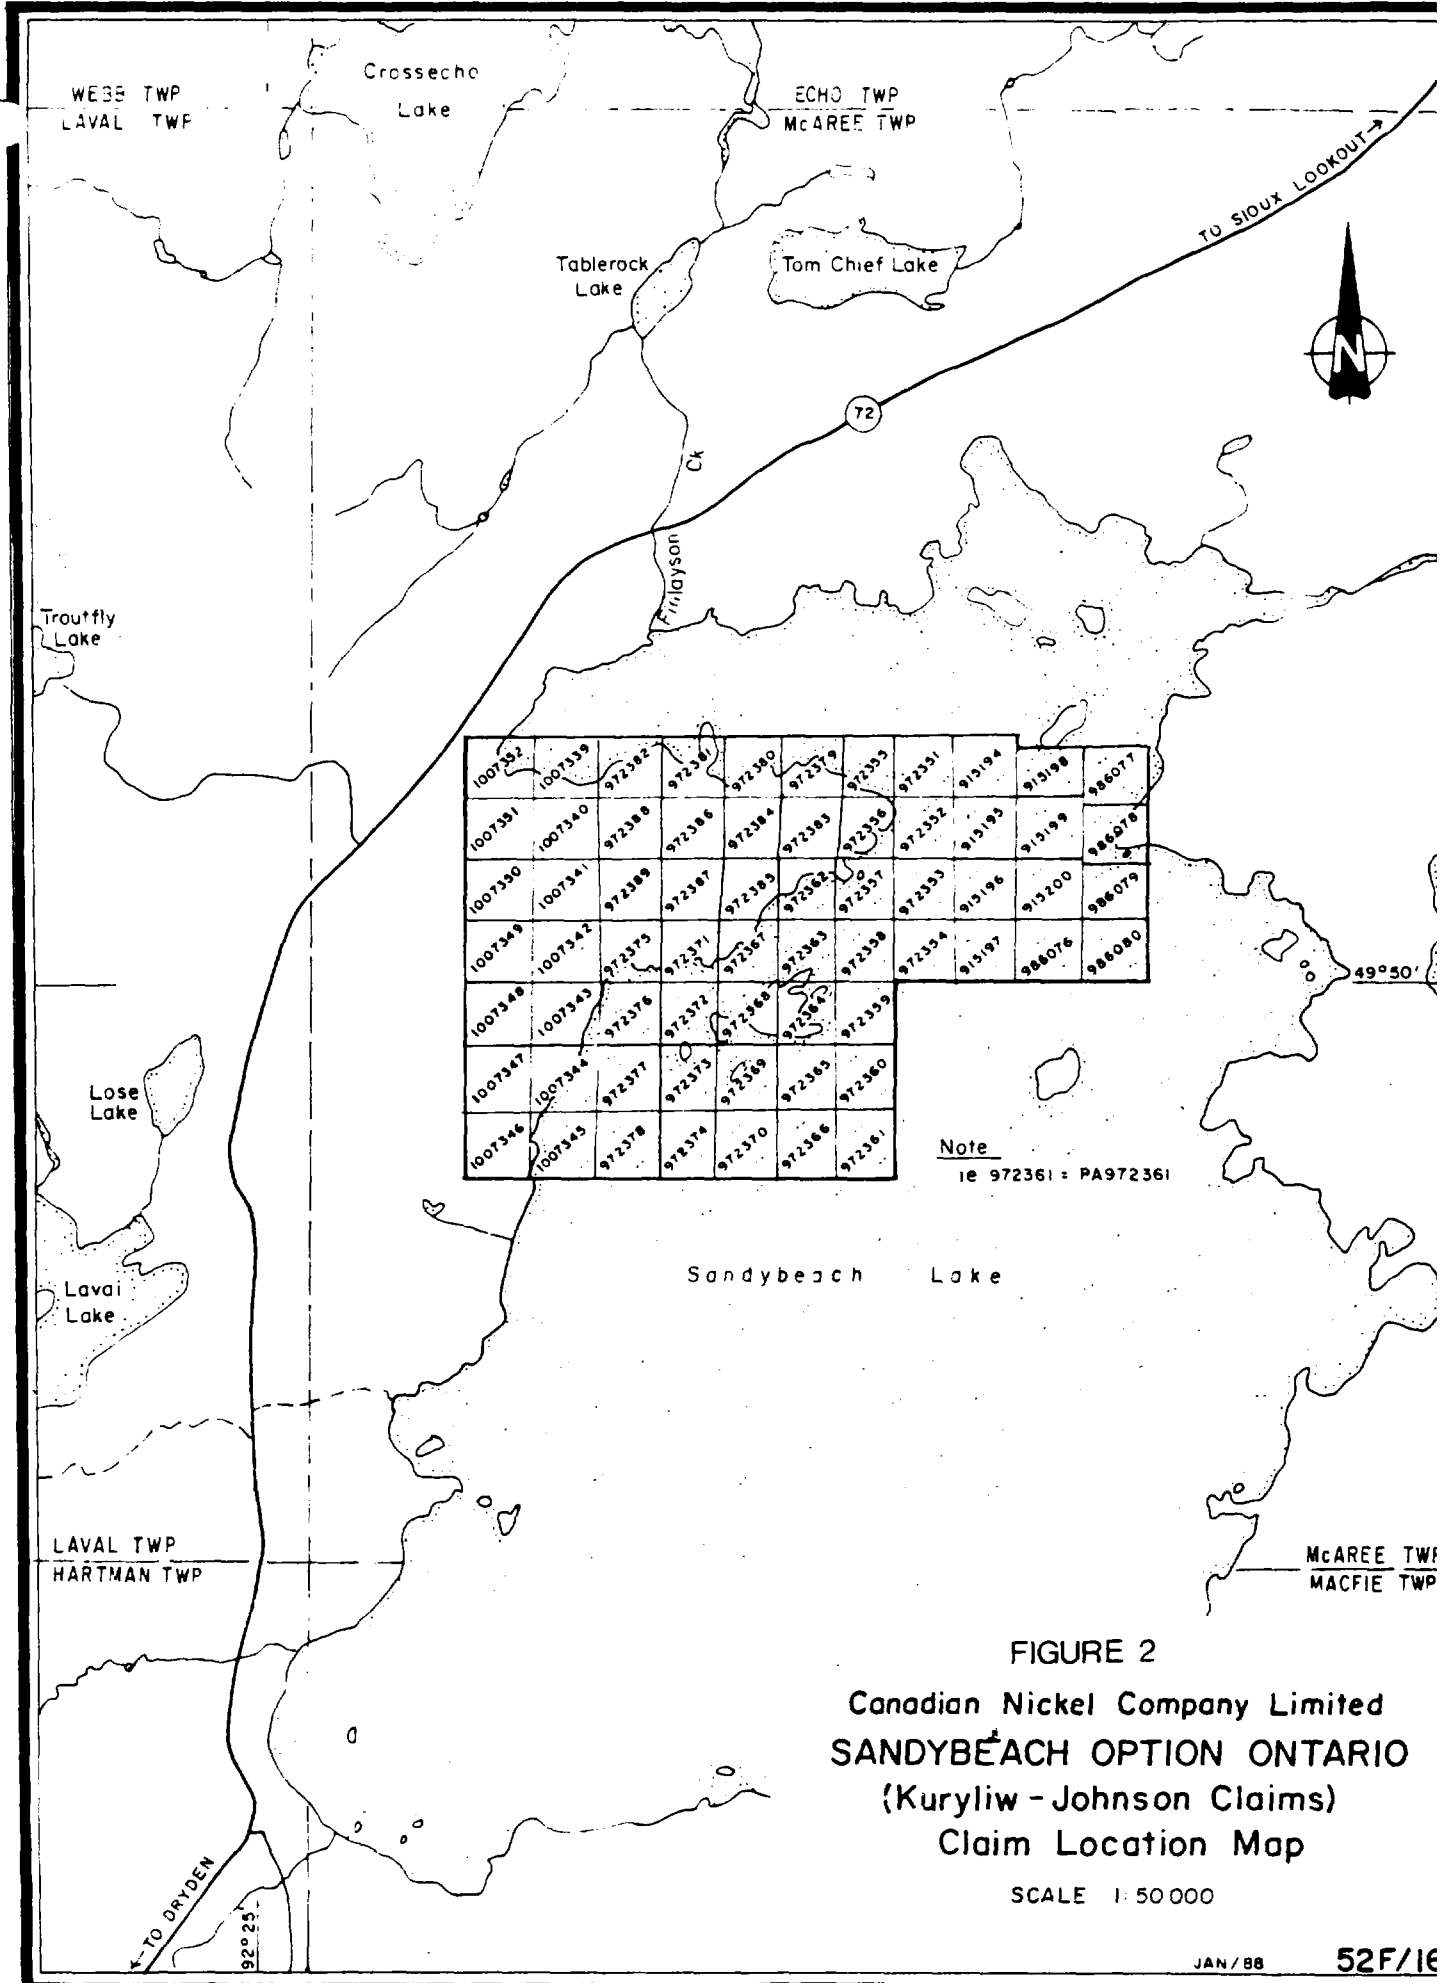 Crossecho
Lake
WEBB TWP
LAVAL TWP
ECHO TWP
McAREE TWP
TO SIOUX LOOKOUT →
Tablerock
Lake
Tom Chief Lake
N
72
Ck
Finlayson
Troutfly
Lake
1007352 1007339 972382 972381 972380 972379 972355 972351 915194 915198 986077
1007351 1007340 972388 972386 972384 972383 972356 972352 915195 915199 986078
1007350 1007341 972389 972387 972385 972362 972357 972353 915196 915200 986079
1007349 1007342 972375 972371 972367 972363 972358 972354 915197 986076 986080
1007348 1007343 972376 972372 972368 972364 972359
1007347 1007344 972377 972373 972369 972365 972360
1007346 1007345 972378 972374 972370 972366 972361
49°50'
Lose
Lake
Note
ie 972361 = PA972361
Sandybeach Lake
Laval
Lake
LAVAL TWP
HARTMAN TWP
McAREE TWP
MACFIE TWP
FIGURE 2
Canadian Nickel Company Limited
SANDYBEACH OPTION ONTARIO
(Kuryliw - Johnson Claims)
Claim Location Map
SCALE 1:50 000
← TO DRYDEN
92°25'
JAN/88
52F/16